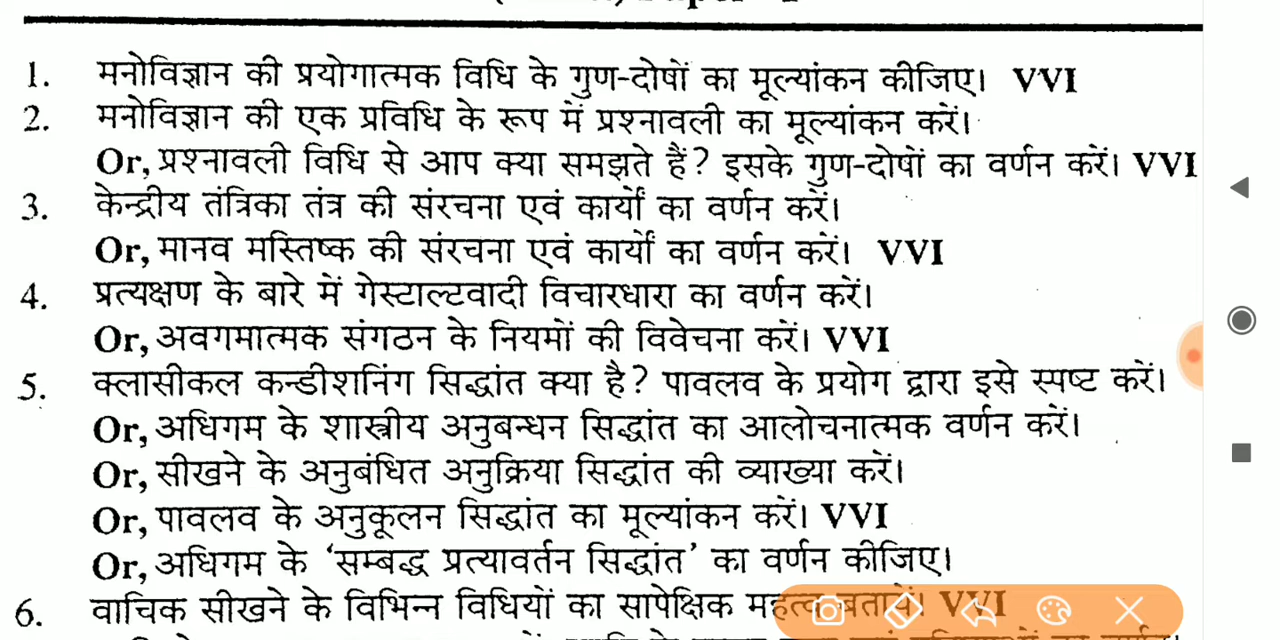 1. मनोविज्ञान की प्रयोगात्मक विधि के गुण-दोषों का मूल्यांकन कीजिए। VVI
2. मनोविज्ञान की एक प्रविधि के रूप में प्रश्नावली का मूल्यांकन करें।
Or, प्रश्नावली विधि से आप क्या समझते हैं? इसके गुण-दोषों का वर्णन करें। VVI
3. केन्द्रीय तंत्रिका तंत्र की संरचना एवं कार्यों का वर्णन करें।
Or, मानव मस्तिष्क की संरचना एवं कार्यों का वर्णन करें। VVI
4. प्रत्यक्षण के बारे में गेस्टाल्टवादी विचारधारा का वर्णन करें।
Or, अवगमात्मक संगठन के नियमों की विवेचना करें। VVI
5. क्लासीकल कन्डीशनिंग सिद्धांत क्या है? पावलव के प्रयोग द्वारा इसे स्पष्ट करें।
Or, अधिगम के शास्त्रीय अनुबन्धन सिद्धांत का आलोचनात्मक वर्णन करें।
Or, सीखने के अनुबंधित अनुक्रिया सिद्धांत की व्याख्या करें।
Or, पावलव के अनुकूलन सिद्धांत का मूल्यांकन करें। VVI
Or, अधिगम के ‘सम्बद्ध प्रत्यावर्तन सिद्धांत’ का वर्णन कीजिए।
6. वाचिक सीखने के विभिन्न विधियों का सापेक्षिक महत्व बतायें। VVI